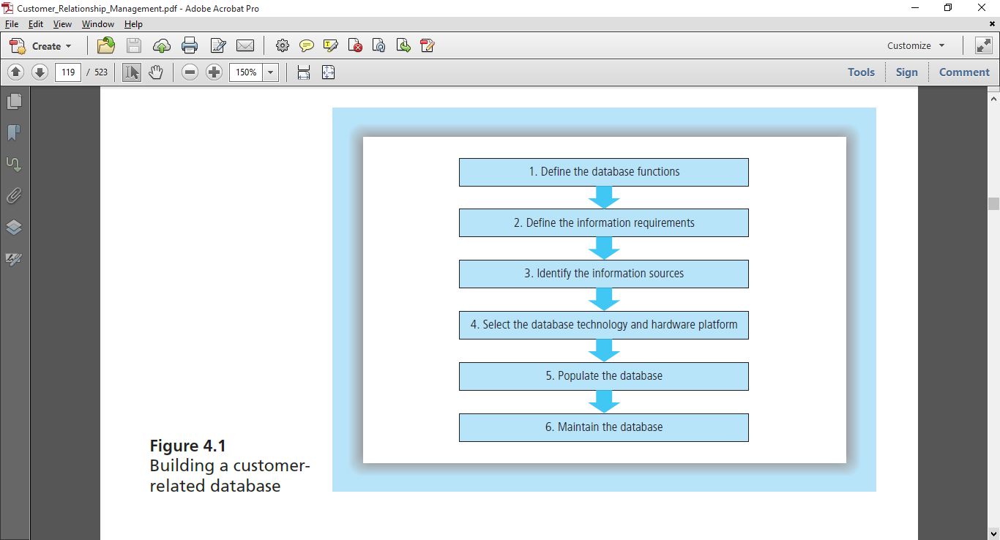 Customer_Relationship_Management.pdf - Adobe Acrobat Pro
File Edit View Window Help
Create
Customize
119 / 523
150%
Tools Sign Comment
1. Define the database functions
2. Define the information requirements
3. Identify the information sources
4. Select the database technology and hardware platform
5. Populate the database
6. Maintain the database
Figure 4.1
Building a customer-
related database